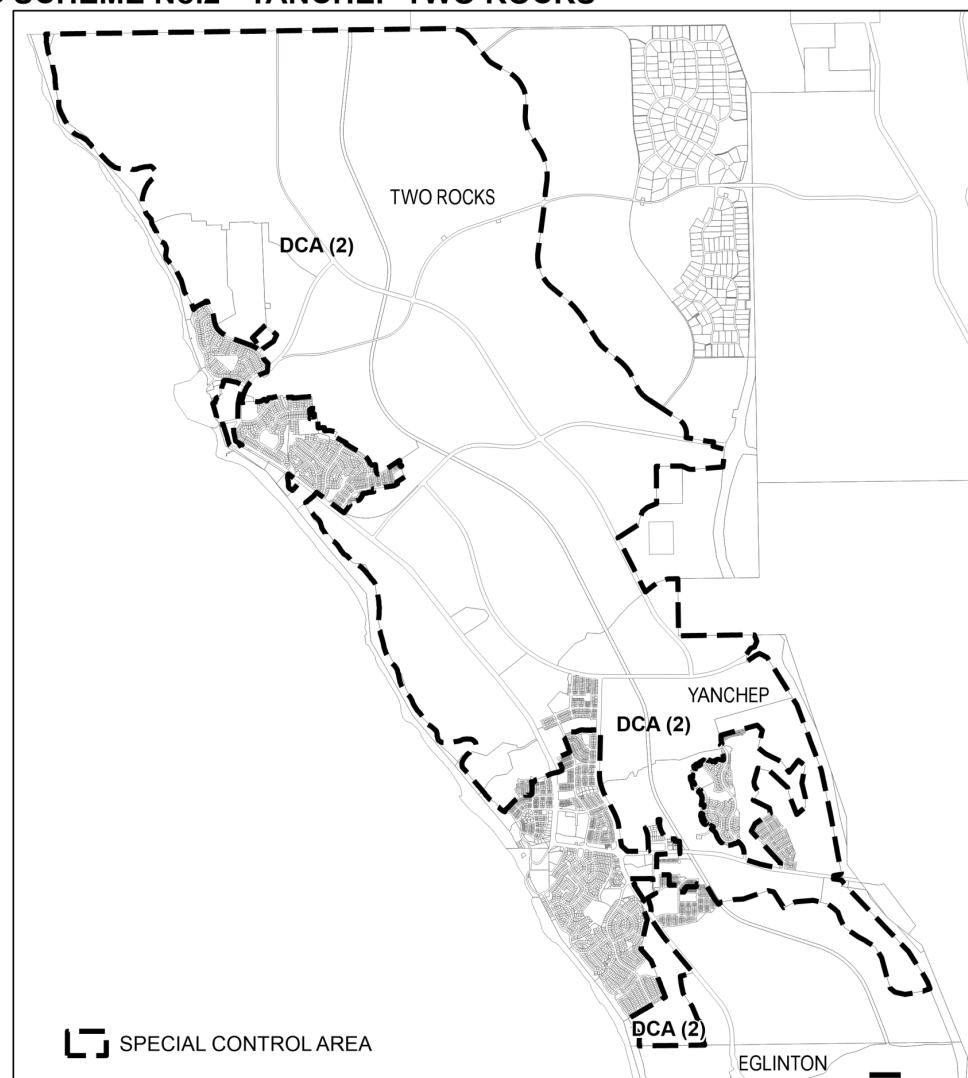 SCHEME No.2 - YANCHEP TWO ROCKS
TWO ROCKS
DCA (2)
YANCHEP
DCA (2)
DCA (2)
SPECIAL CONTROL AREA
EGLINTON